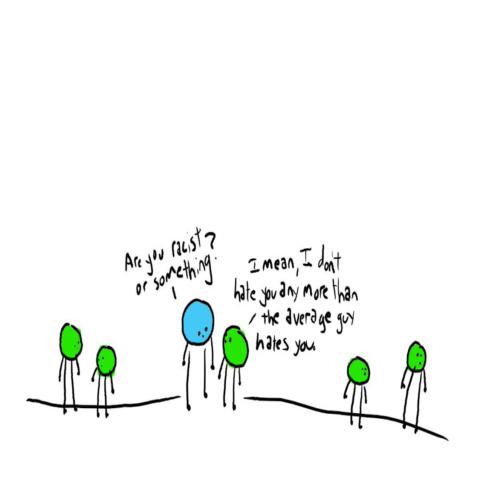 Are you racist?
or something.
I mean, I don't
hate you any more than
the average guy
hates you.